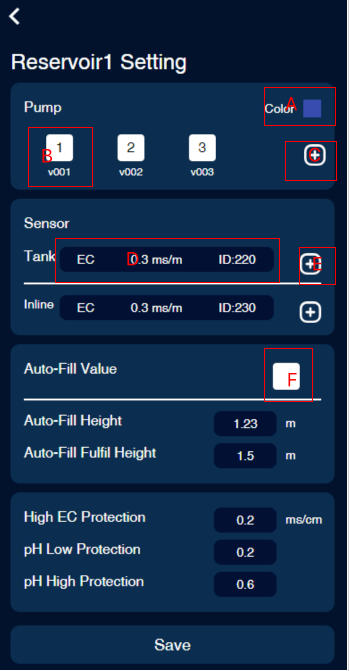 Reservoir1 Setting
Pump
Color A
B
1 2 3
v001 v002 v003
Sensor
Tank EC 0.3 ms/m ID:220
D
E
Inline EC 0.3 ms/m ID:230
Auto-Fill Value
F
Auto-Fill Height 1.23 m
Auto-Fill Fulfil Height 1.5 m
High EC Protection 0.2 ms/cm
pH Low Protection 0.2
pH High Protection 0.6
Save